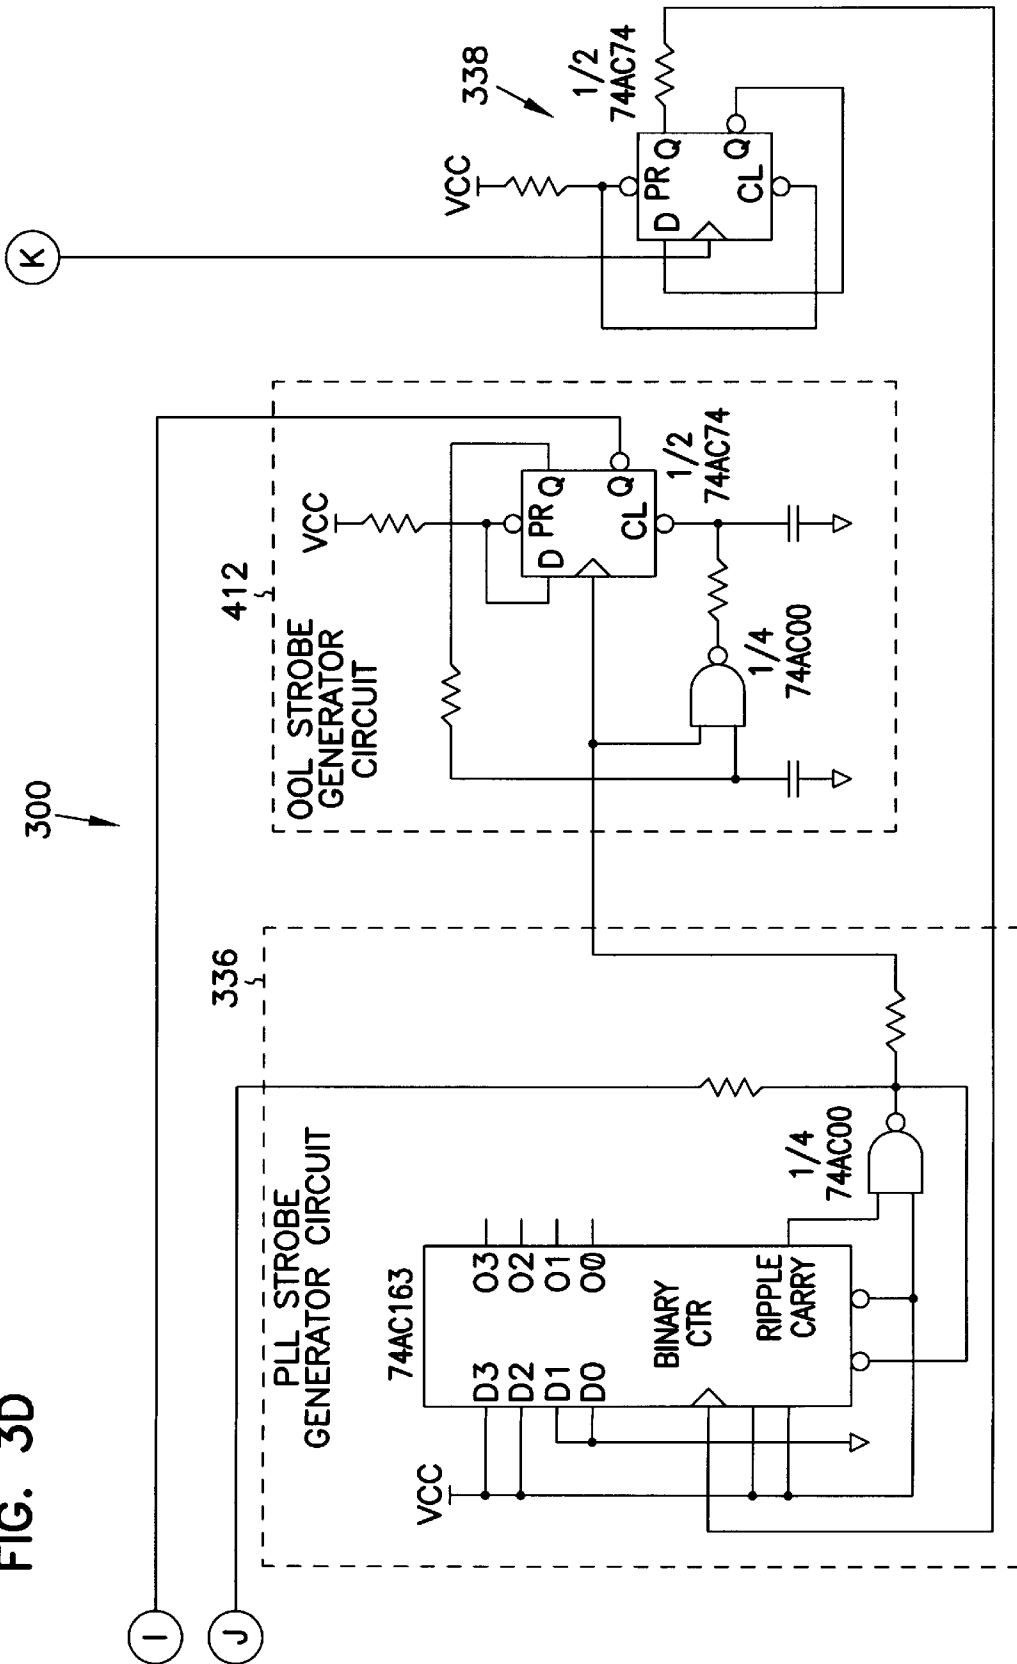 FIG. 3D
300
I
J
K
336
PLL STROBE
GENERATOR CIRCUIT
VCC
74AC163
D3
D2
D1
D0
O3
O2
O1
O0
BINARY
CTR
RIPPLE
CARRY
1/4
74AC00
412
OOL STROBE
GENERATOR
CIRCUIT
VCC
D
PR
Q
Q
CL
1/2
74AC74
1/4
74AC00
338
VCC
D
PR
Q
Q
CL
1/2
74AC74